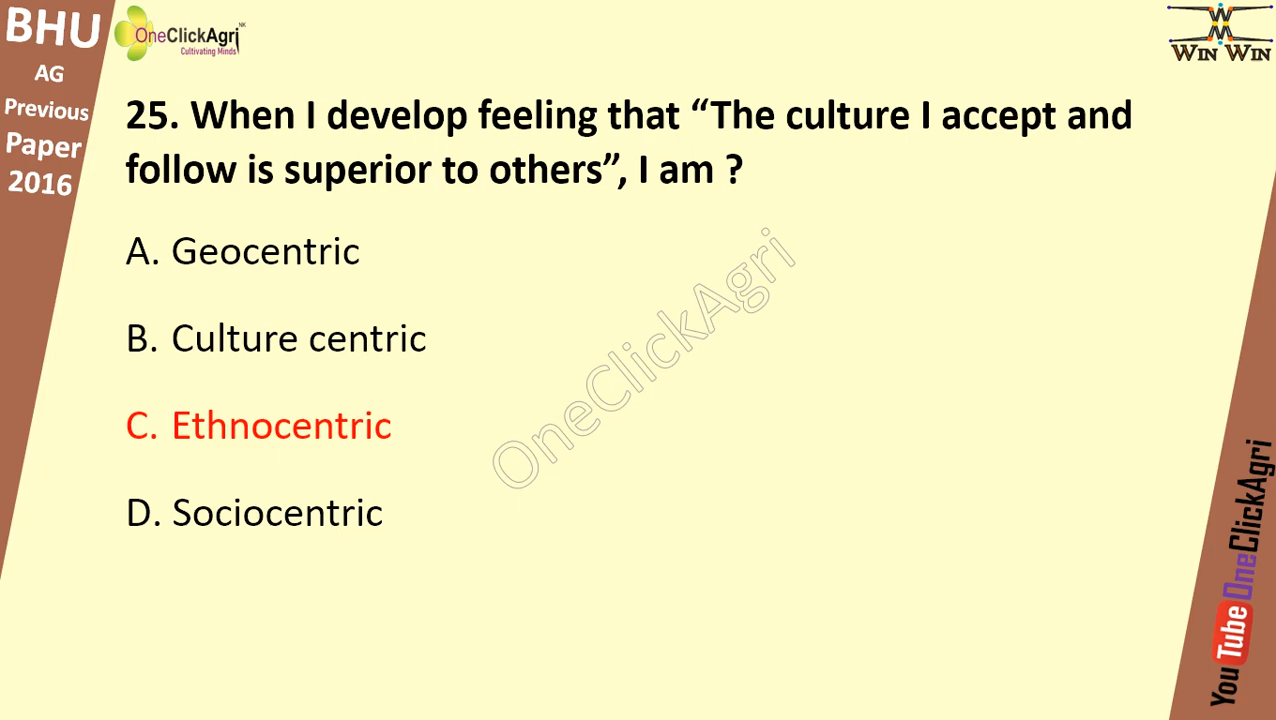 BHU
AG
Previous
Paper
2016
OneClickAgri
NK
Cultivating Minds
WIN WIN
25. When I develop feeling that “The culture I accept and
follow is superior to others”, I am ?
A. Geocentric
B. Culture centric
C. Ethnocentric
D. Sociocentric
OneClickAgri
YouTube OneClickAgri